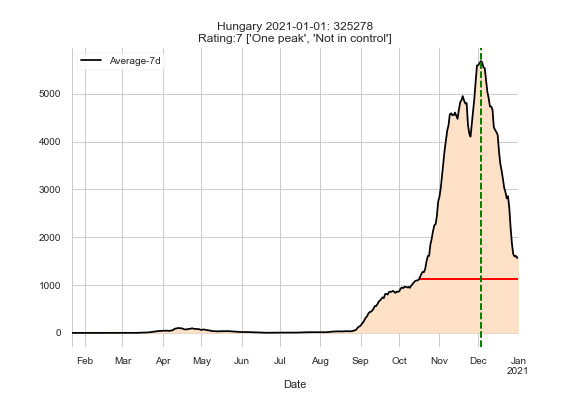 Hungary 2021-01-01: 325278
Rating:7 ['One peak', 'Not in control']
Average-7d
5000
4000
3000
2000
1000
0
Feb Mar Apr May Jun Jul Aug Sep Oct Nov Dec Jan
2021
Date